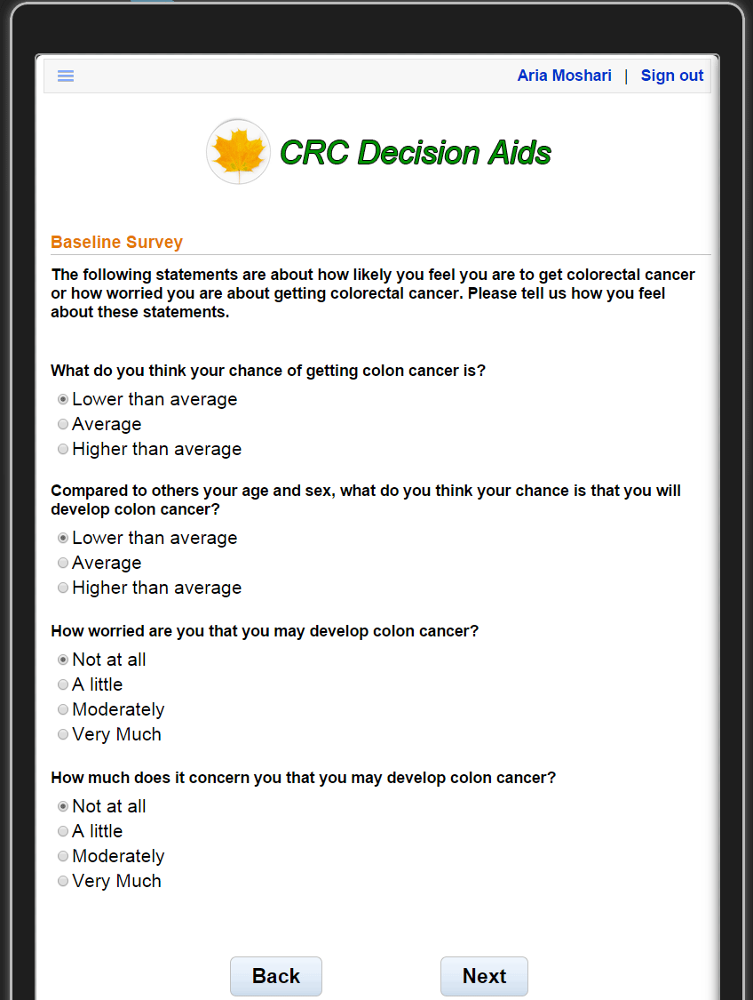 Aria Moshari | Sign out
CRC Decision Aids
Baseline Survey
The following statements are about how likely you feel you are to get colorectal cancer
or how worried you are about getting colorectal cancer. Please tell us how you feel
about these statements.
What do you think your chance of getting colon cancer is?
Lower than average
Average
Higher than average
Compared to others your age and sex, what do you think your chance is that you will
develop colon cancer?
Lower than average
Average
Higher than average
How worried are you that you may develop colon cancer?
Not at all
A little
Moderately
Very Much
How much does it concern you that you may develop colon cancer?
Not at all
A little
Moderately
Very Much
Back Next